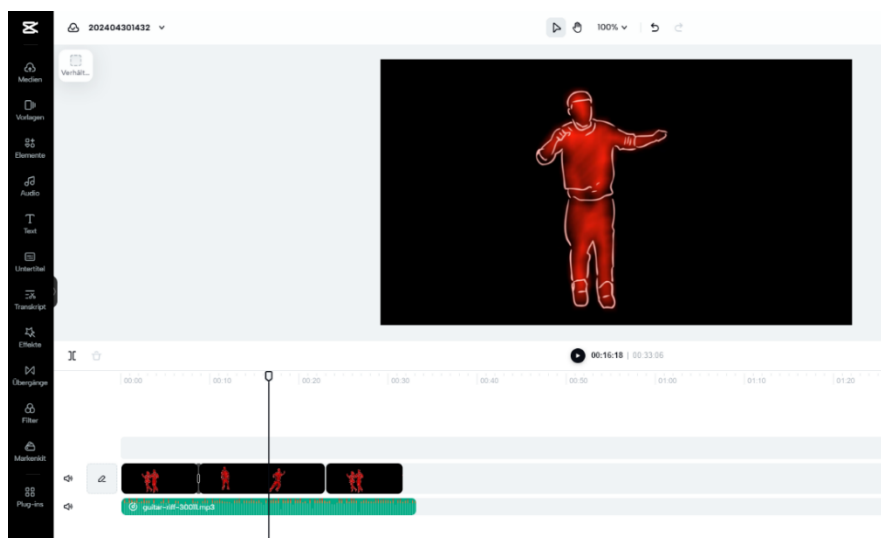 202404301432
100%
Medien
Verhält...
Vorlagen
Elemente
Audio
Text
Untertitel
Transkript
Effekte
Übergänge
Filter
Markenkit
Plug-ins
00:16:18 | 00:33:06
00:00 00:10 00:20 00:30 00:40 00:50 01:00 01:10 01:20
guitar-riff-30011.mp3